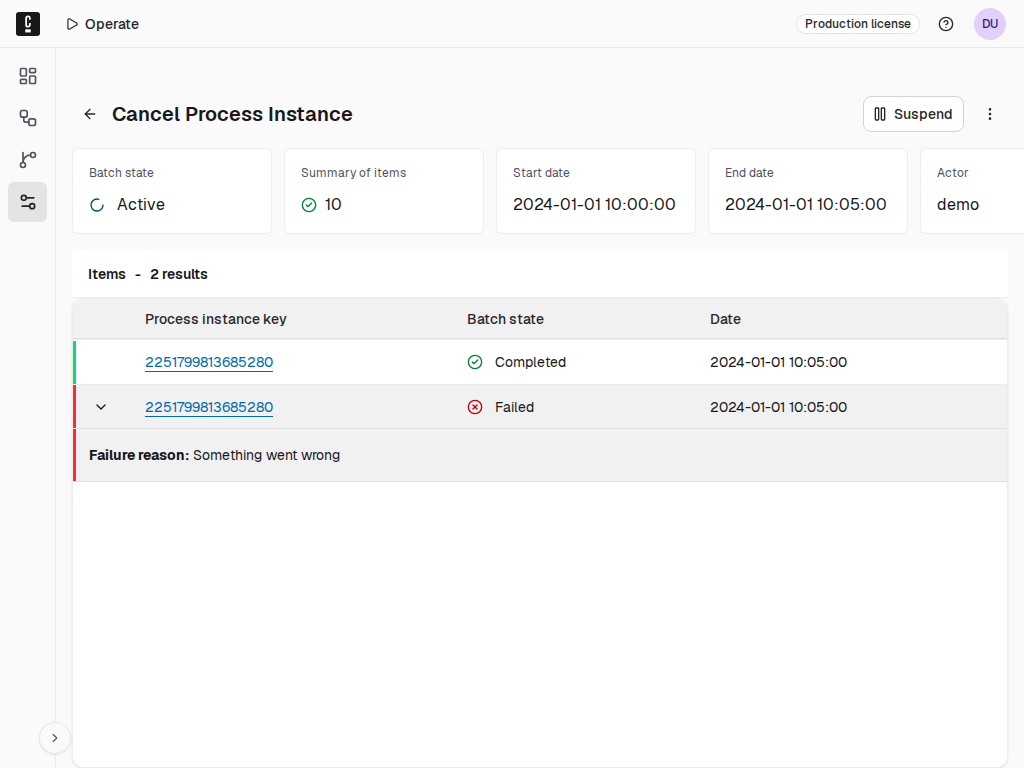 Operate
Production license
DU
Cancel Process Instance
Suspend
Batch state
Active
Summary of items
10
Start date
2024-01-01 10:00:00
End date
2024-01-01 10:05:00
Actor
demo
Items - 2 results
Process instance key Batch state Date
2251799813685280 Completed 2024-01-01 10:05:00
2251799813685280 Failed 2024-01-01 10:05:00
Failure reason: Something went wrong